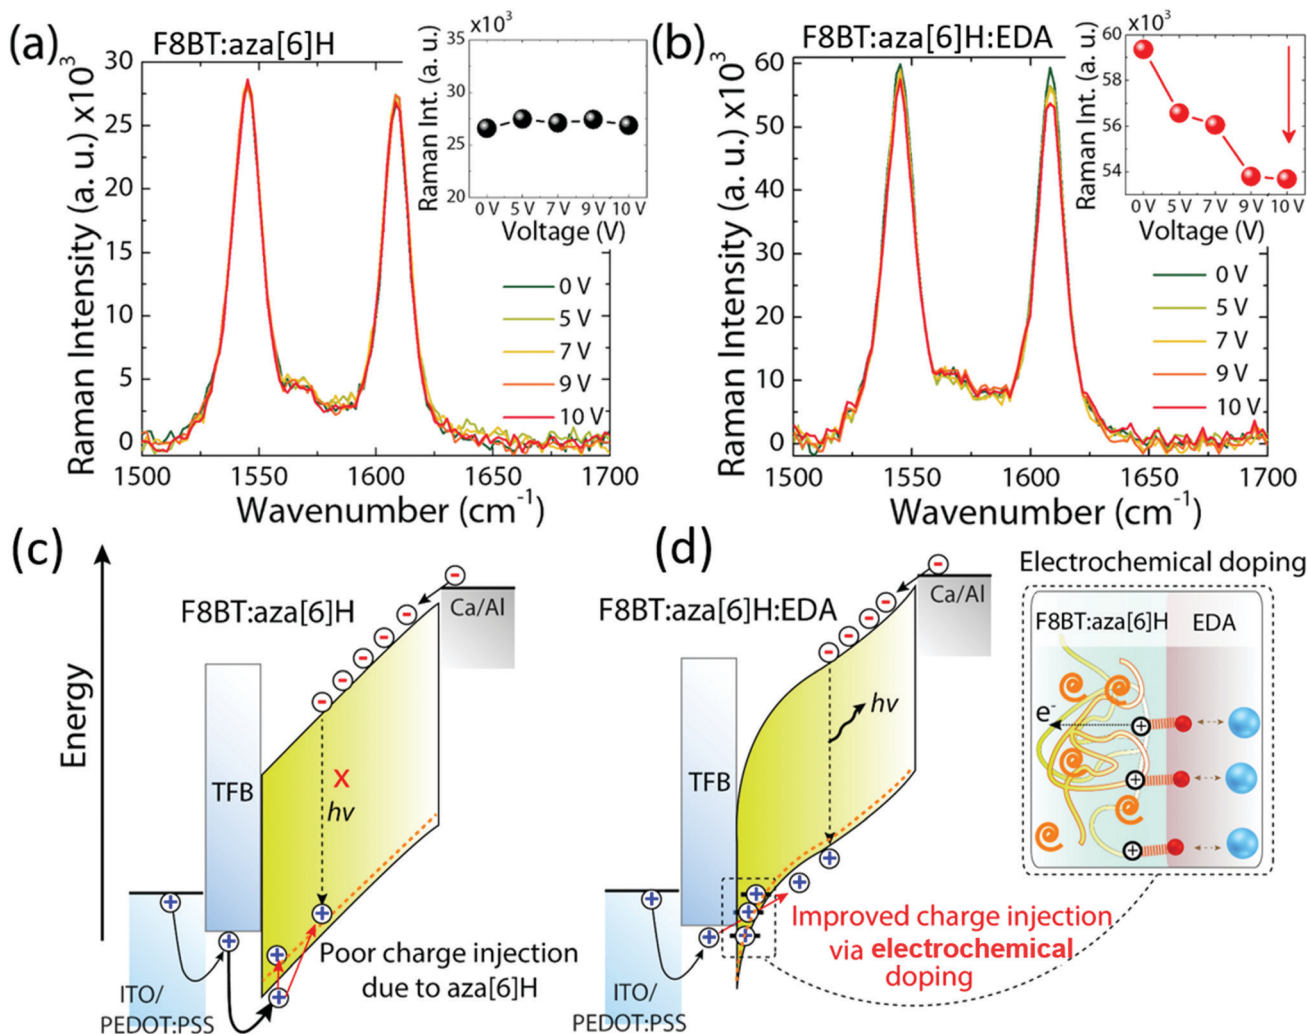 (a)
F8BT:aza[6]H
x10³
Raman Int. (a. u.)
35
30
25
20
0 V 5 V 7 V 9 V 10 V
Voltage (V)
Raman Intensity (a. u.) x10³
30
25
20
15
10
5
0
0 V
5 V
7 V
9 V
10 V
1500 1550 1600 1650 1700
Wavenumber (cm⁻¹)
(b)
F8BT:aza[6]H:EDA
x10³
Raman Int. (a. u.)
60
58
56
54
0 V 5 V 7 V 9 V 10 V
Voltage (V)
Raman Intensity (a. u.) x10³
60
50
40
30
20
10
0
0 V
5 V
7 V
9 V
10 V
1500 1550 1600 1650 1700
Wavenumber (cm⁻¹)
(c)
Energy
F8BT:aza[6]H
Ca/Al
TFB
X
hν
Poor charge injection
due to aza[6]H
ITO/
PEDOT:PSS
(d)
F8BT:aza[6]H:EDA
Ca/Al
TFB
hν
Improved charge injection
via electrochemical
doping
ITO/
PEDOT:PSS
Electrochemical doping
F8BT:aza[6]H EDA
e⁻